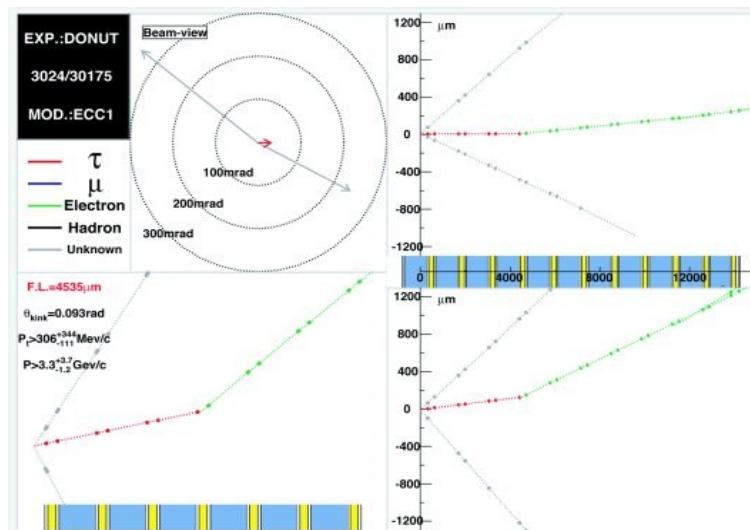 EXP.:DONUT
3024/30175
MOD.:ECC1
τ
μ
Electron
Hadron
Unknown
Beam-view
100mrad
200mrad
300mrad
1200 μm
800
400
0
-400
-800
-1200
0 4000 8000 12000
F.L.=4535μm
θkink=0.093rad
Pt>306+344-111Mev/c
P>3.3+3.7-1.2Gev/c
1200 μm
800
400
0
-400
-800
-1200